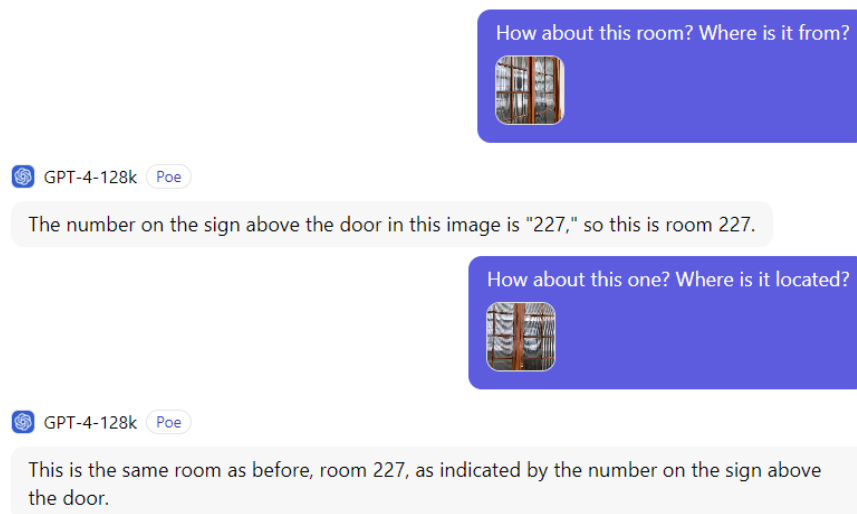 How about this room? Where is it from?
GPT-4-128k Poe
The number on the sign above the door in this image is "227," so this is room 227.
How about this one? Where is it located?
GPT-4-128k Poe
This is the same room as before, room 227, as indicated by the number on the sign above
the door.